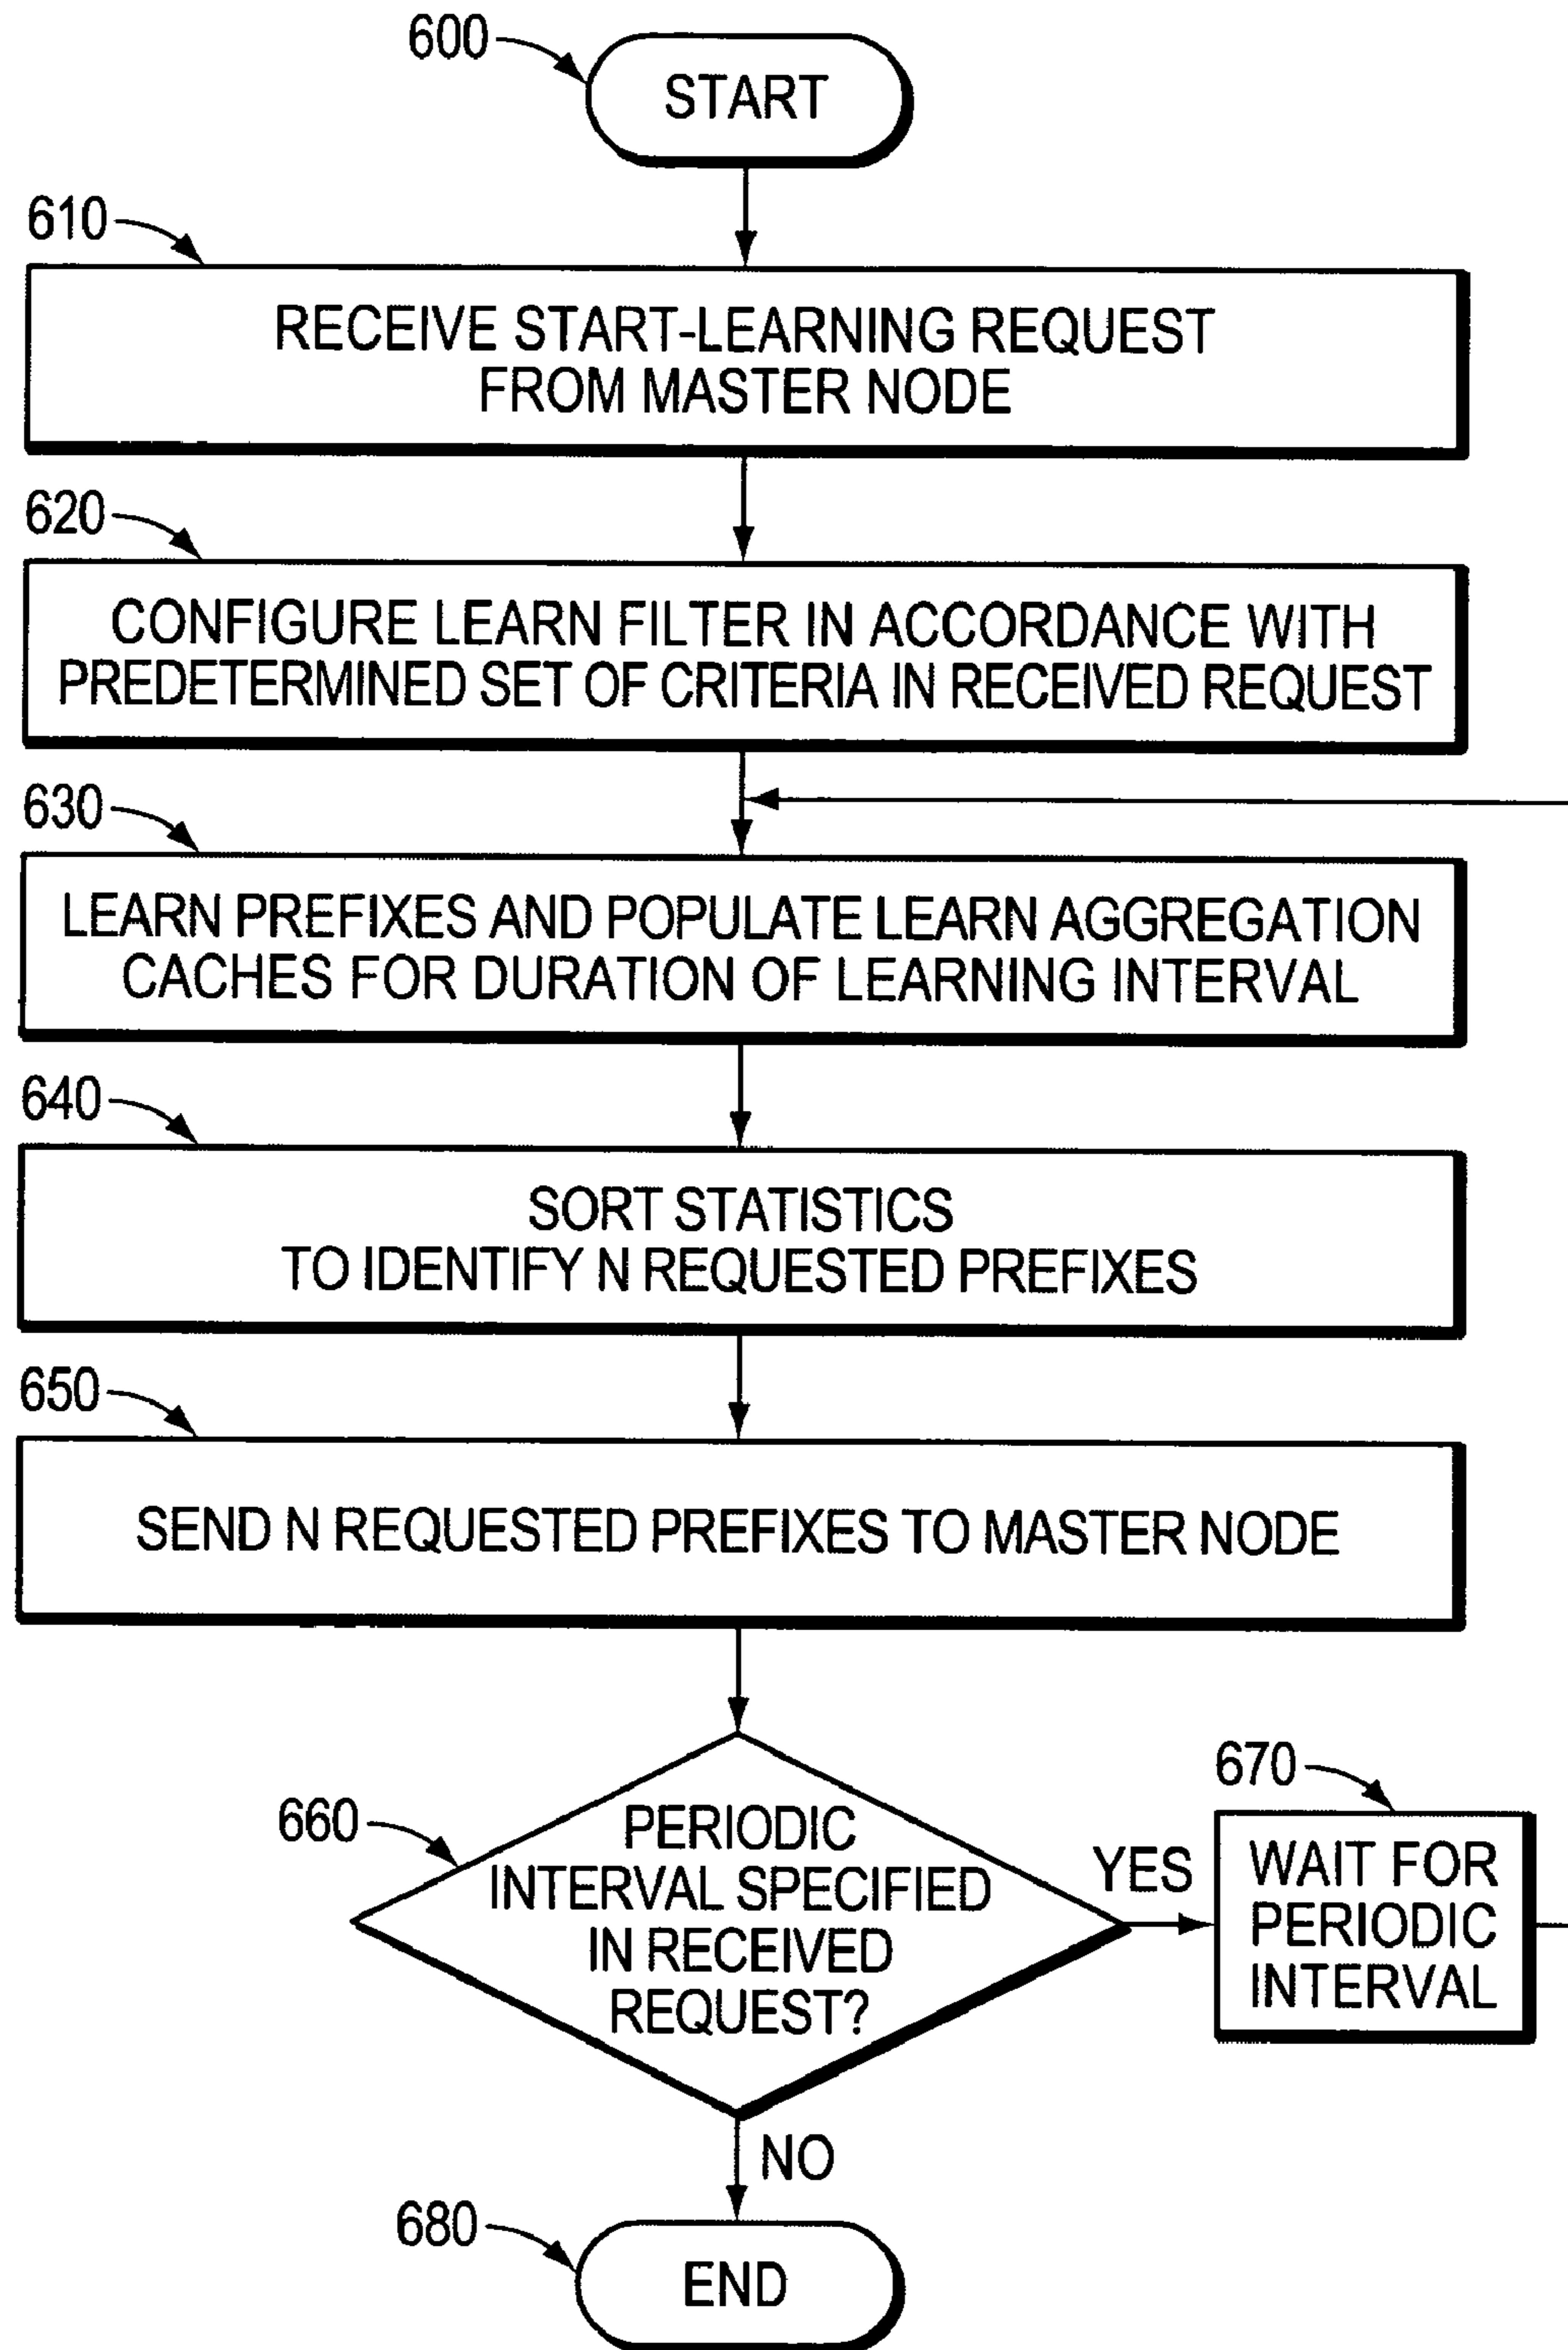 600
START
610
RECEIVE START-LEARNING REQUEST
FROM MASTER NODE
620
CONFIGURE LEARN FILTER IN ACCORDANCE WITH
PREDETERMINED SET OF CRITERIA IN RECEIVED REQUEST
630
LEARN PREFIXES AND POPULATE LEARN AGGREGATION
CACHES FOR DURATION OF LEARNING INTERVAL
640
SORT STATISTICS
TO IDENTIFY N REQUESTED PREFIXES
650
SEND N REQUESTED PREFIXES TO MASTER NODE
660
PERIODIC
INTERVAL SPECIFIED
IN RECEIVED
REQUEST?
YES
670
WAIT FOR
PERIODIC
INTERVAL
NO
680
END